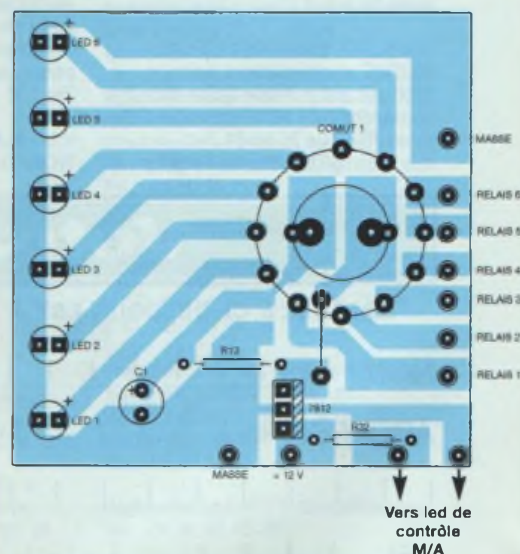 +
LED 6
+
LED 5
COMUT 1
MASSE
+
LED 4
RELAIS 6
RELAIS 5
+
LED 3
RELAIS 4
RELAIS 3
+
LED 2
RELAIS 2
R13
C1
+
RELAIS 1
7812
+
LED 1
R32
MASSE
+ 12 V
Vers led de
contrôle
M/A